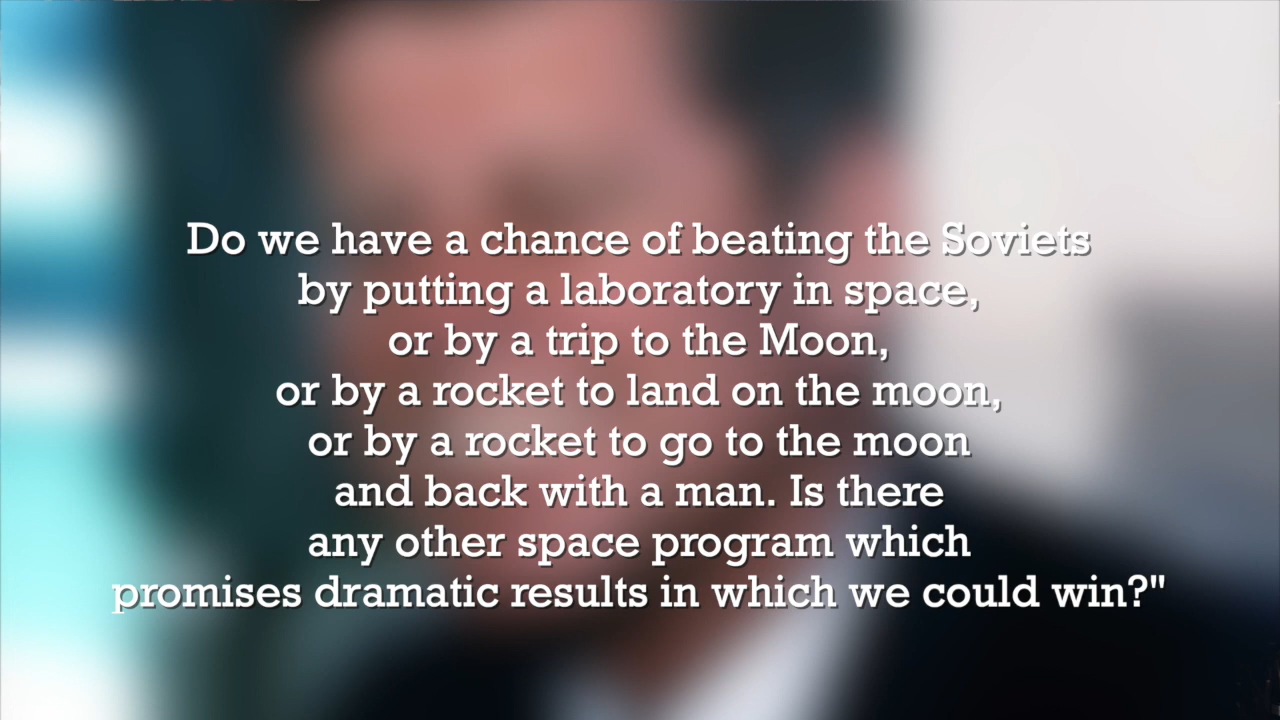 Do we have a chance of beating the Soviets
by putting a laboratory in space,
or by a trip to the Moon,
or by a rocket to land on the moon,
or by a rocket to go to the moon
and back with a man. Is there
any other space program which
promises dramatic results in which we could win?"